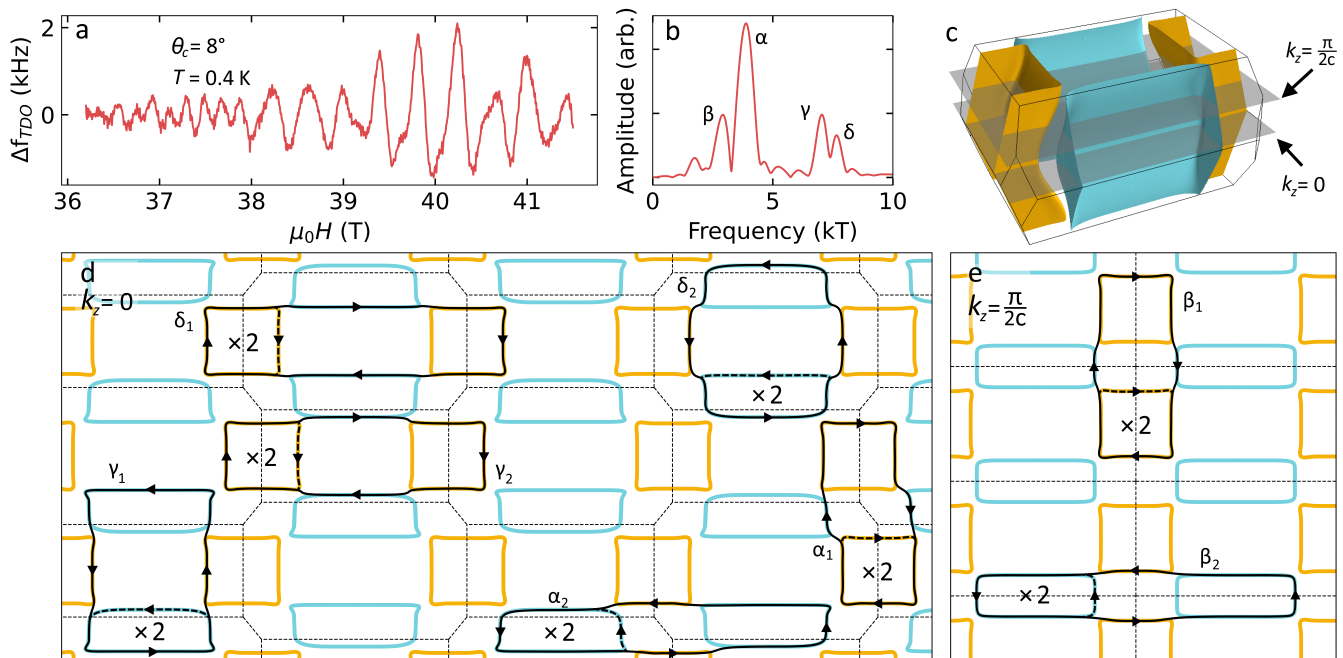 a
θc = 8°
T = 0.4 K
2
0
ΔfTDO (kHz)
36 37 38 39 40 41
μ0H (T)
b
α
β
γ
δ
Amplitude (arb.)
0 5 10
Frequency (kT)
c
kz = π/2c
kz = 0
d
kz = 0
δ1
×2
δ2
×2
×2
γ2
γ1
×2
α1
×2
α2
×2
e
kz = π/2c
β1
×2
β2
×2